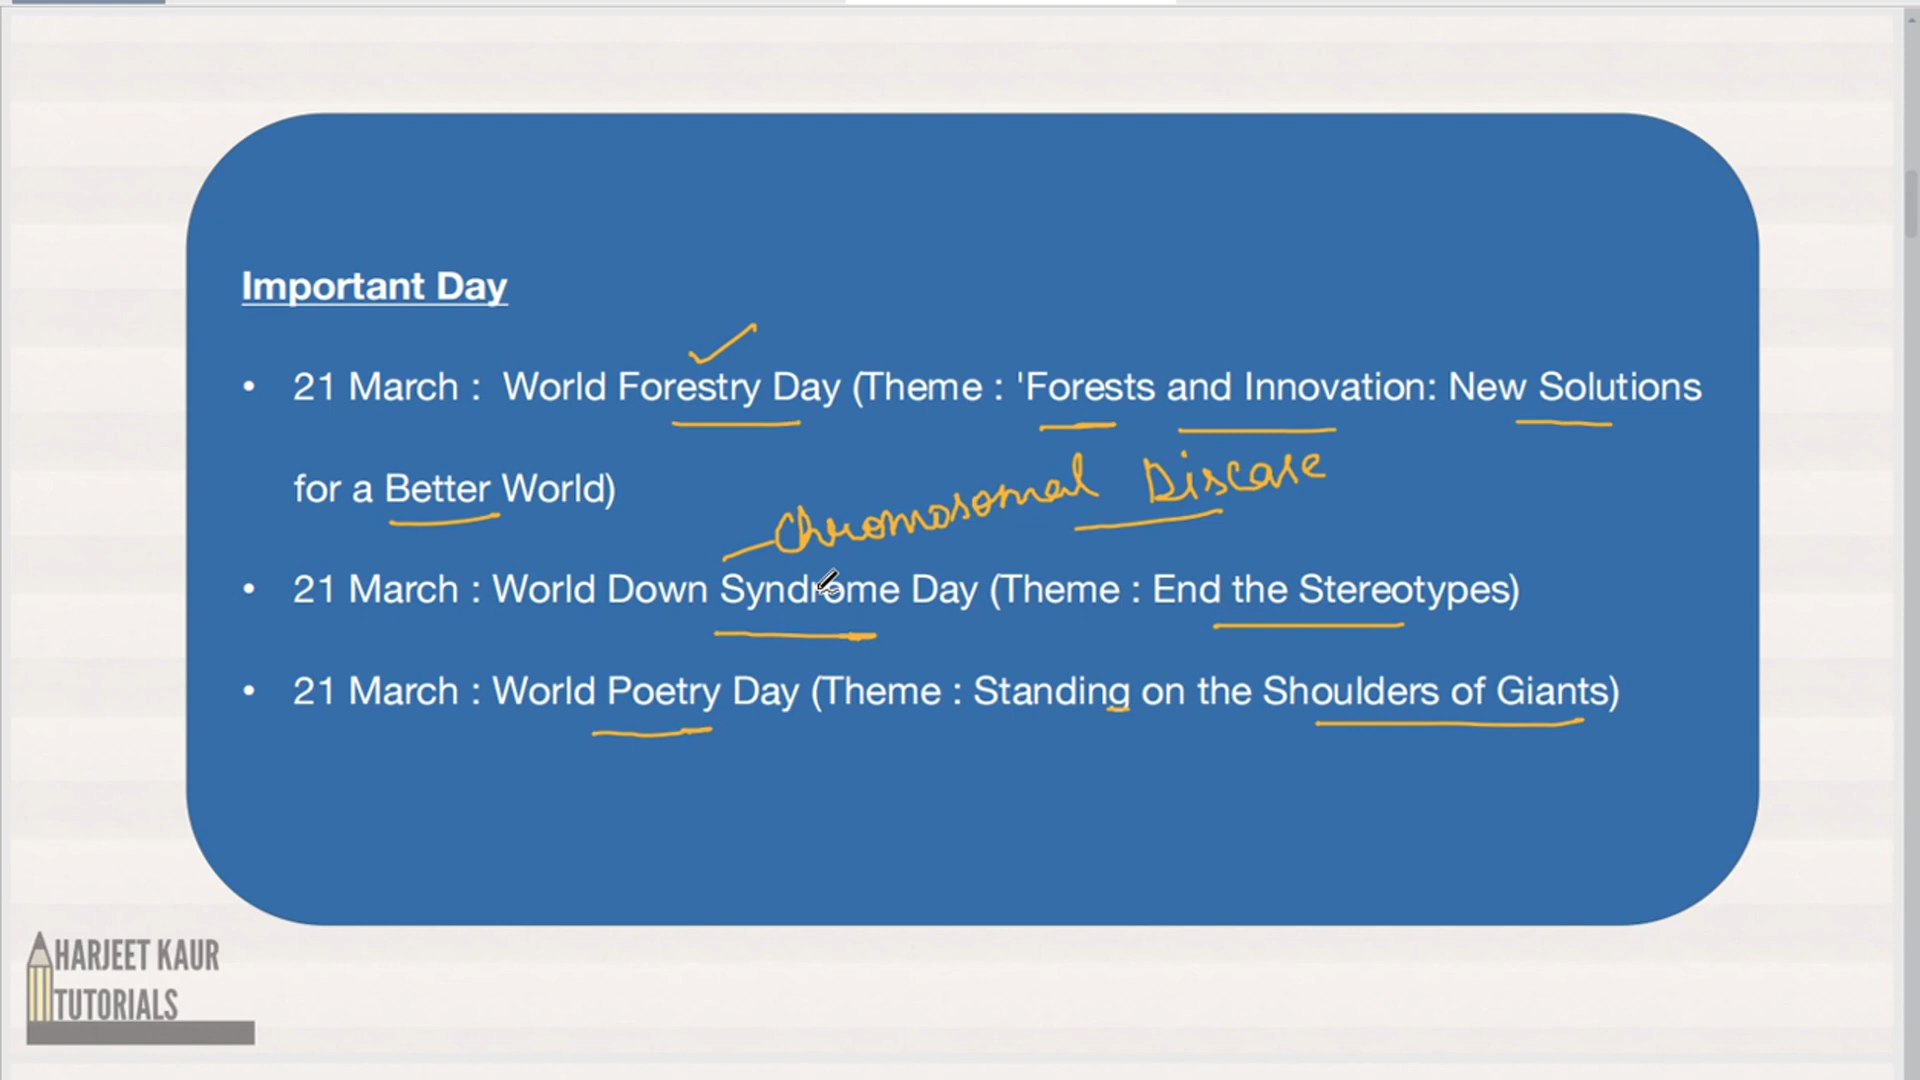 Important Day
• 21 March : World Forestry Day (Theme : 'Forests and Innovation: New Solutions
for a Better World)
Chromosomal Disease
• 21 March : World Down Syndrome Day (Theme : End the Stereotypes)
• 21 March : World Poetry Day (Theme : Standing on the Shoulders of Giants)
HARJEET KAUR
TUTORIALS